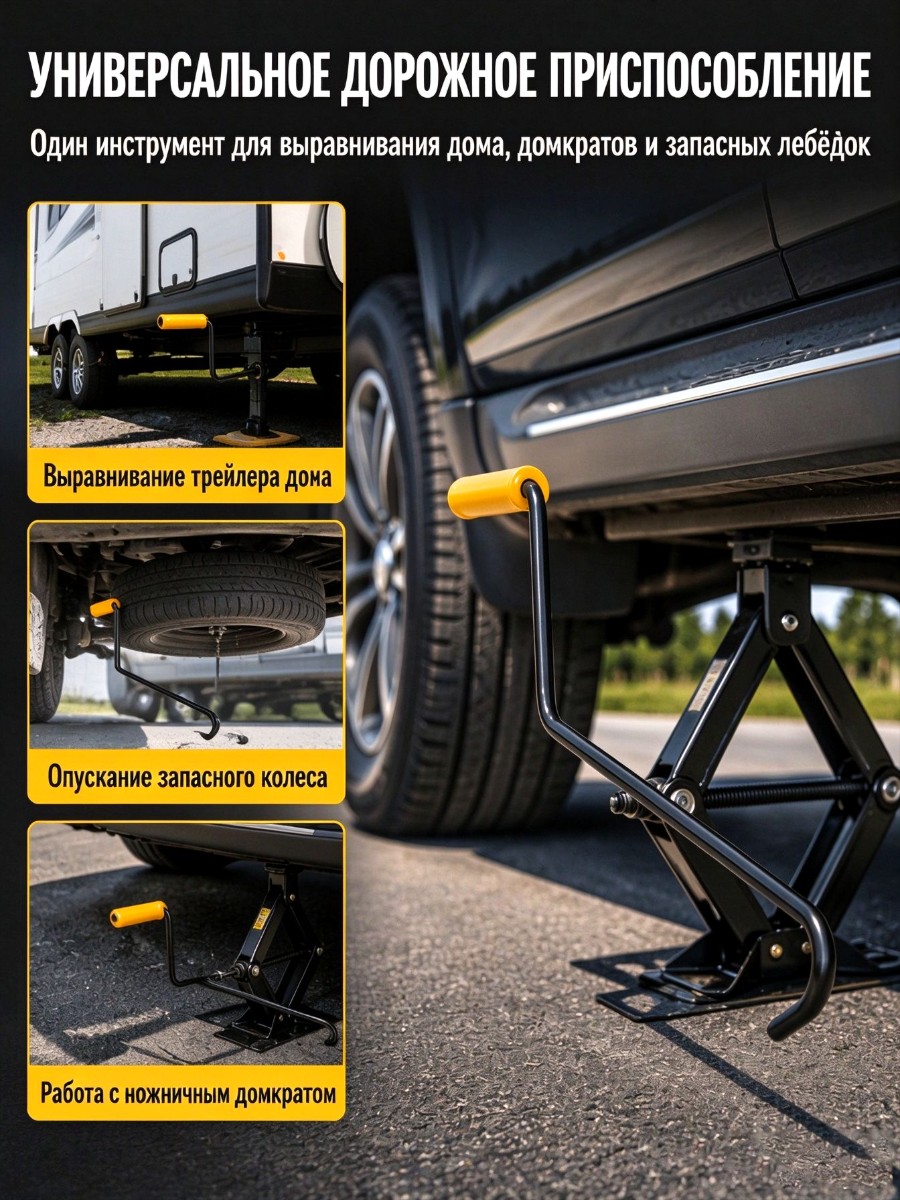 УНИВЕРСАЛЬНОЕ ДОРОЖНОЕ ПРИСПОСОБЛЕНИЕ
Один инструмент для выравнивания дома, домкратов и запасных лебёдок
Выравнивание трейлера дома
Опускание запасного колеса
Работа с ножничным домкратом